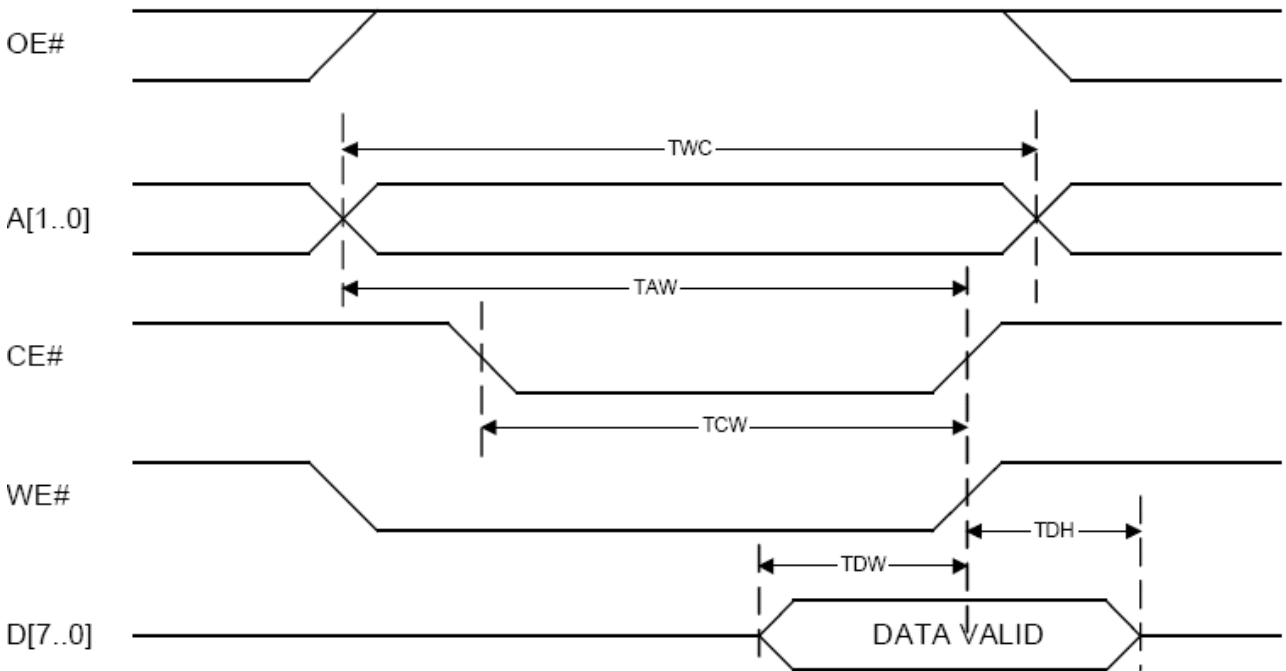 OE#
TWC
A[1..0]
TAW
CE#
TCW
WE#
TDH
TDW
D[7..0]
DATA VALID